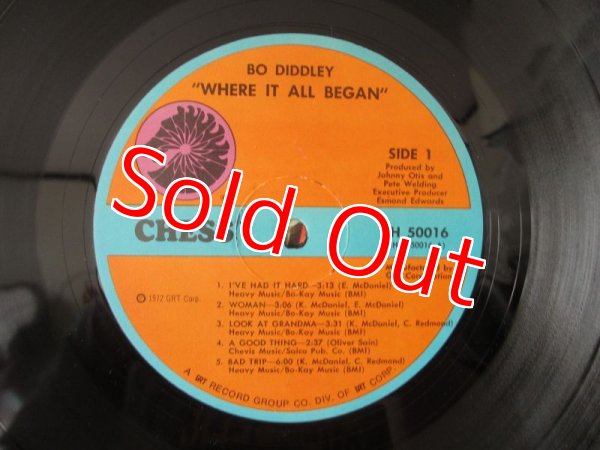 BO DIDDLEY
"WHERE IT ALL BEGAN"
SIDE 1
Produced by
Johnny Otis and
Pete Welding
Executive Producer
Esmond Edwards
Sold Out
CHESS
H 50016
Manufactured by
1. I'VE HAD IT HARD—3:13 (E. McDaniel)
Heavy Music/Bo-Kay Music (BMI)
2. WOMAN—3:06 (K. McDaniel, E. McDaniel)
Heavy Music/Bo-Kay Music (BMI)
3. LOOK AT GRANDMA—3:31 (K. McDaniel, C. Redmond)
Heavy Music/Bo-Kay Music (BMI)
4. A GOOD THING—2:37 (Oliver Sain)
Chevis Music/Saico Pub. Co. (BMI)
5. BAD TRIP—6:00 (K. McDaniel, C. Redmond)
Heavy Music/Bo-Kay Music (BMI)
© 1972 GRT Corp.
A GRT RECORD GROUP CO. DIV. OF GRT CORP.